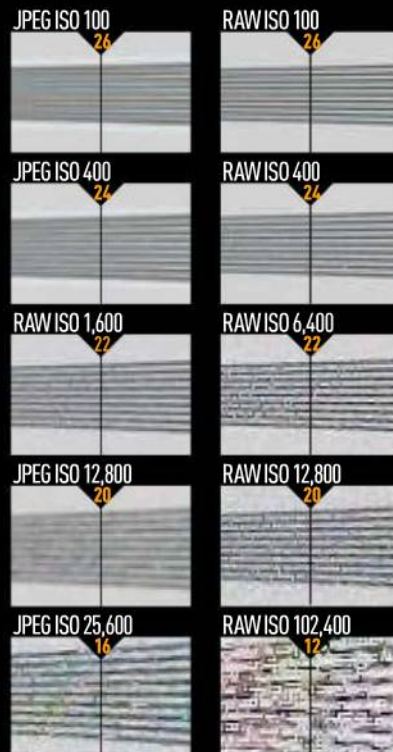 JPEG ISO 100
26
RAW ISO 100
26
JPEG ISO 400
24
RAW ISO 400
24
RAW ISO 1,600
22
RAW ISO 6,400
22
JPEG ISO 12,800
20
RAW ISO 12,800
20
JPEG ISO 25,600
16
RAW ISO 102,400
12